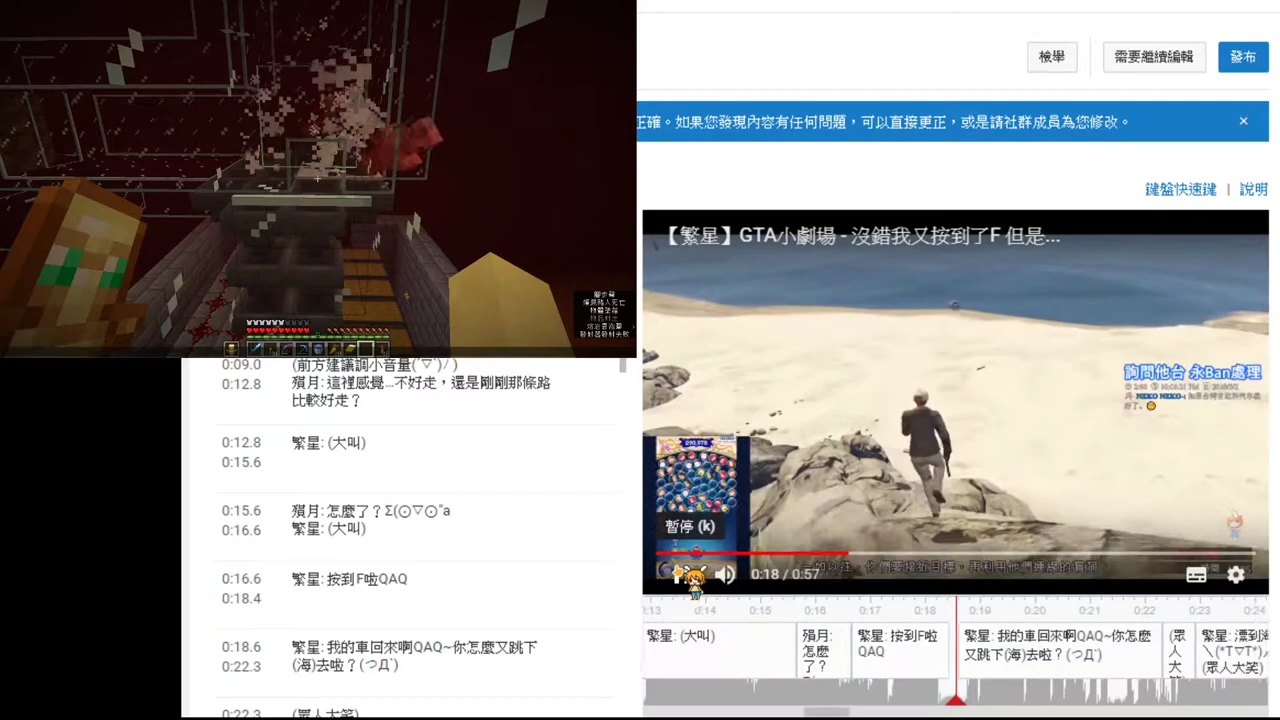 檢舉
需要繼續編輯
發布
正確。如果您發現內容有任何問題，可以直接更正，或是請社群成員為您修改。
×
鍵盤快速鍵 | 說明
【繁星】GTA小劇場 - 沒錯我又按到了F 但是...
詢問他台 永Ban處理
暫停 (k)
0:18 / 0:57
0:09.0
(前方建議調小音量(ˊ▽ˋ)ﾉ)
0:12.8
殞月: 這裡感覺...不好走，還是剛剛那條路
比較好走？
0:12.8
繁星: (大叫)
0:15.6
0:15.6
殞月: 怎麼了？Σ(⊙▽⊙"a
0:16.6
繁星: (大叫)
0:16.6
繁星: 按到F啦QAQ
0:18.4
0:18.6
繁星: 我的車回來啊QAQ~你怎麼又跳下
0:22.3
(海)去啦？(つДˋ)
0:22.3
(眾人大笑)
0:14
0:15
0:16
0:17
0:18
0:19
0:20
0:21
0:22
0:23
0:24
繁星: (大叫)
殞月:
怎麼
了？
繁星: 按到F啦
QAQ
繁星: 我的車回來啊QAQ~你怎麼
又跳下(海)去啦？(つДˋ)
(眾
人
大
繁星: 漂到海
(眾人大笑)